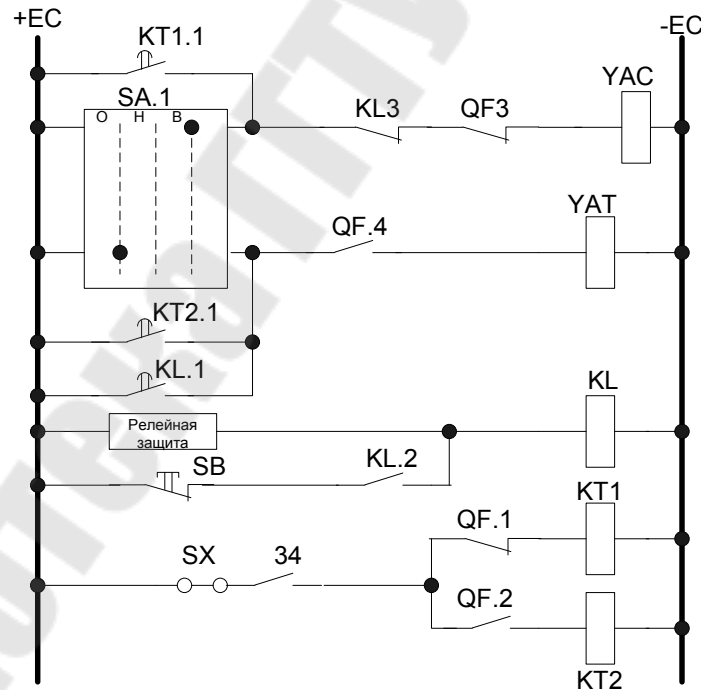 +EC
-EC
KT1.1
SA.1
О Н В
KL3
QF3
YAC
QF.4
YAT
KT2.1
KL.1
KL
Релейная
защита
SB
KL.2
KT1
QF.1
SX
34
QF.2
KT2